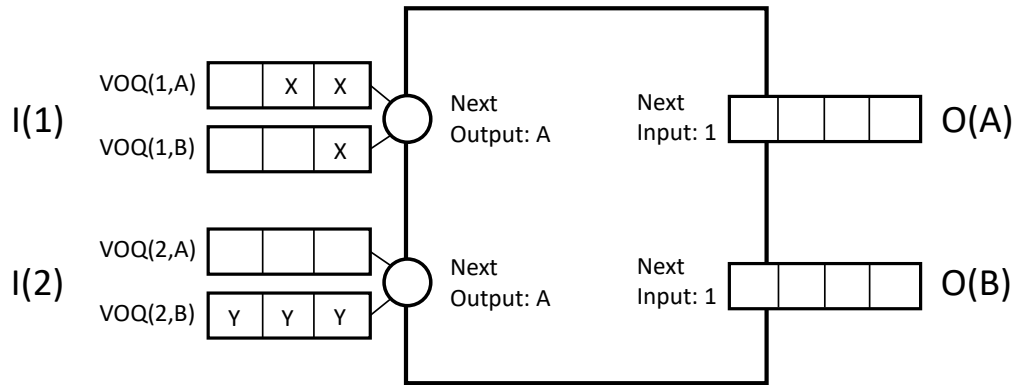 I(1)
VOQ(1,A)
X X
VOQ(1,B)
X
Next
Output: A
Next
Input: 1
O(A)
I(2)
VOQ(2,A)
VOQ(2,B)
Y Y Y
Next
Output: A
Next
Input: 1
O(B)